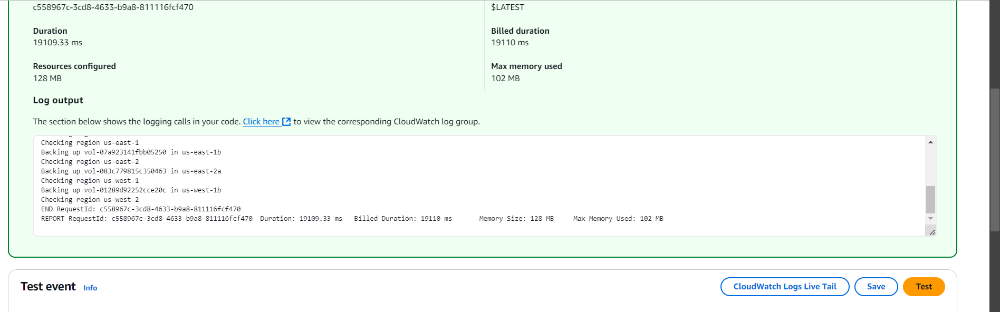 c558967c-3cd8-4633-b9a8-811116fcf470
$LATEST
Duration
19109.33 ms
Billed duration
19110 ms
Resources configured
128 MB
Max memory used
102 MB
Log output
The section below shows the logging calls in your code. Click here to view the corresponding CloudWatch log group.
Checking region us-east-1
Backing up vol-07a923141fbb05250 in us-east-1b
Checking region us-east-2
Backing up vol-083c779815c350463 in us-east-2a
Checking region us-west-1
Backing up vol-01289d92252cce20c in us-west-1b
Checking region us-west-2
END RequestId: c558967c-3cd8-4633-b9a8-811116fcf470
REPORT RequestId: c558967c-3cd8-4633-b9a8-811116fcf470 Duration: 19109.33 ms Billed Duration: 19110 ms Memory Size: 128 MB Max Memory Used: 102 MB
Test event Info
CloudWatch Logs Live Tail Save Test